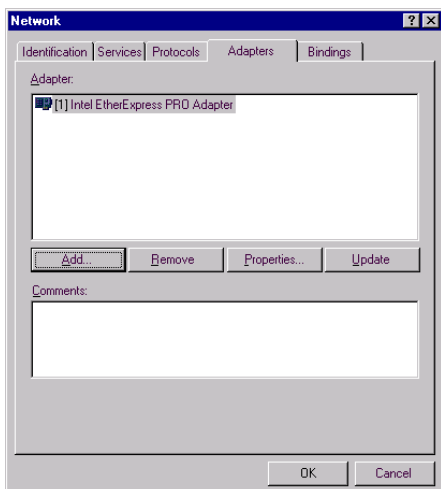 Network
Identification Services Protocols Adapters Bindings
Adapter:
[1] Intel EtherExpress PRO Adapter
Add... Remove Properties... Update
Comments:
OK Cancel